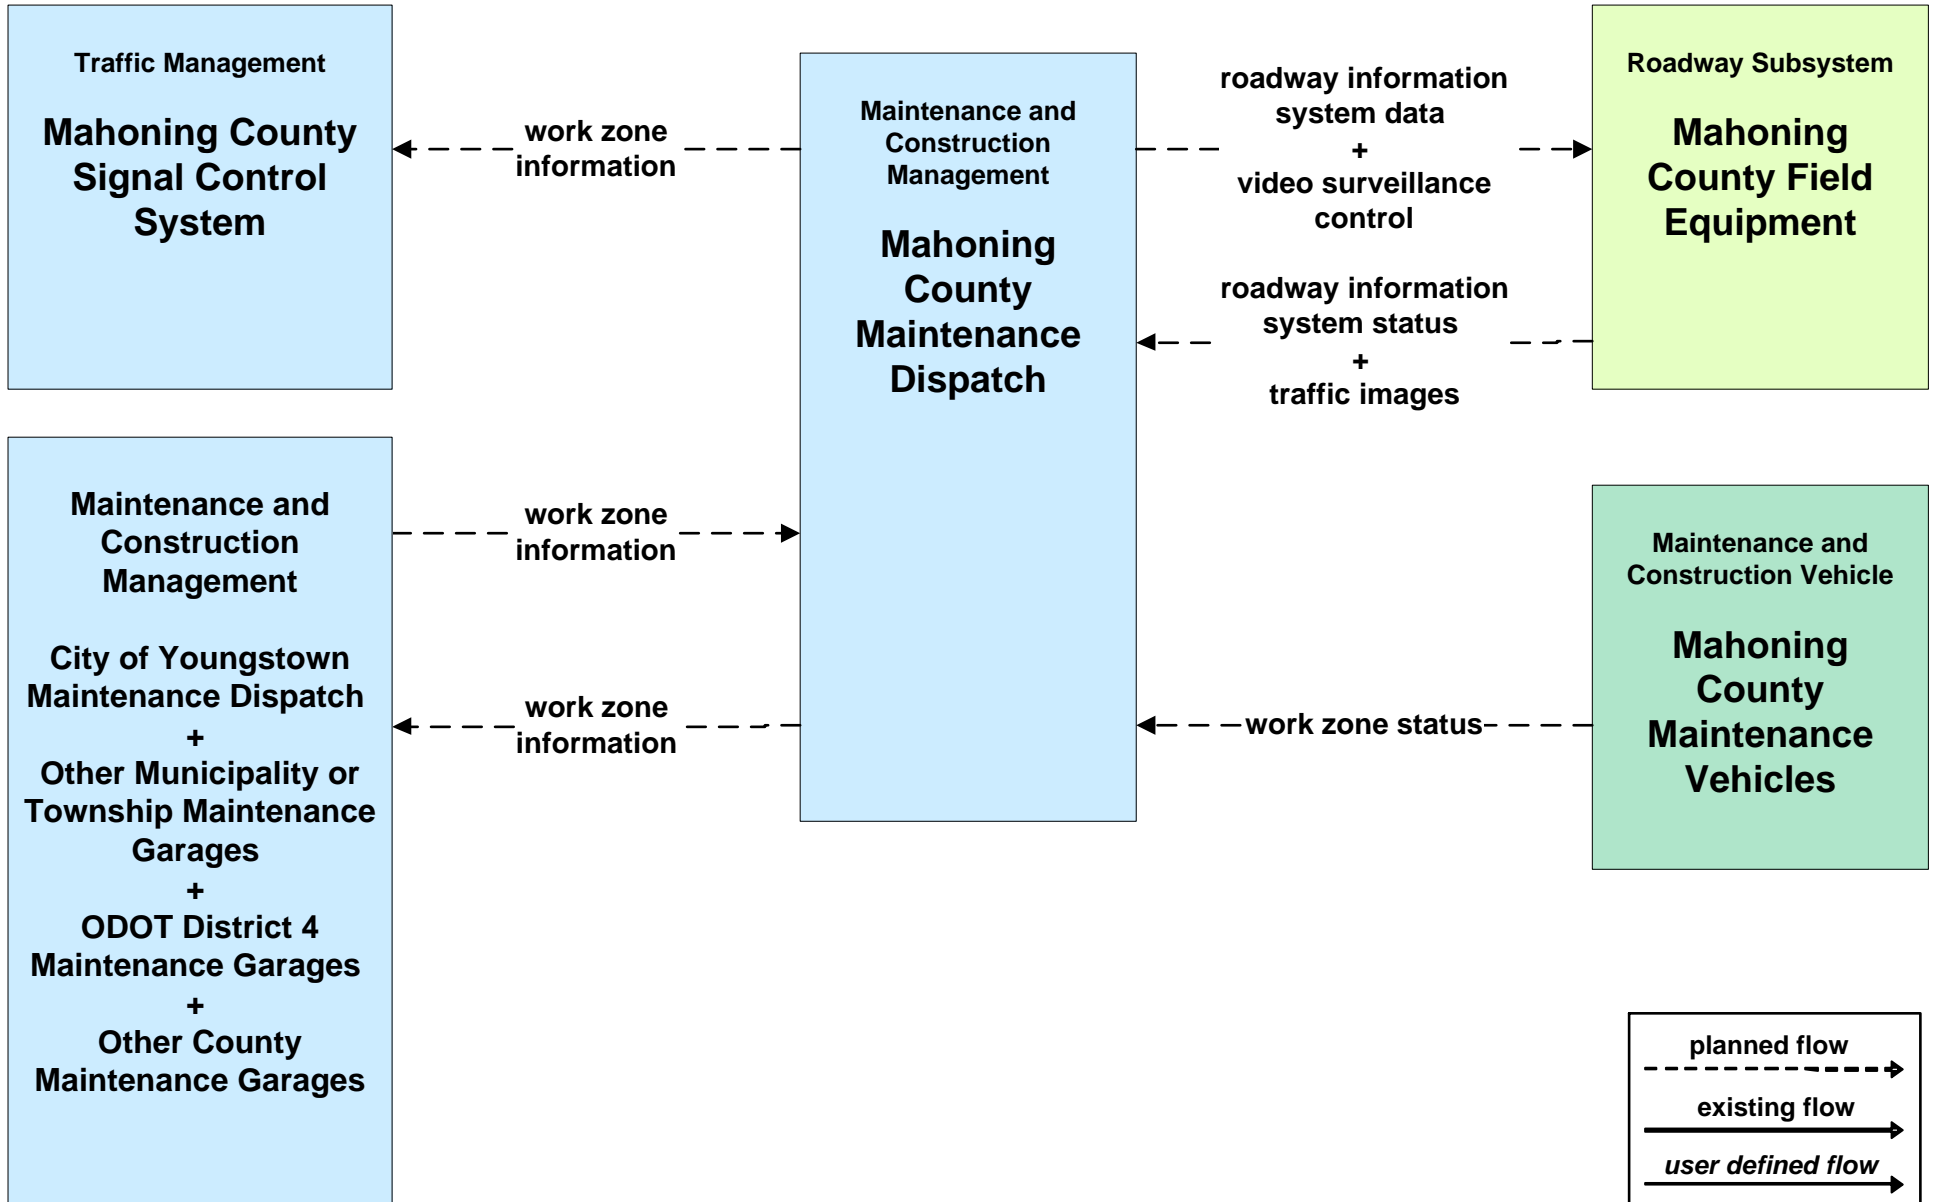 Traffic Management
Mahoning County
Signal Control
System
work zone
information
Maintenance and
Construction
Management
Mahoning
County
Maintenance
Dispatch
roadway information
system data
+
video surveillance
control
roadway information
system status
+
traffic images
Roadway Subsystem
Mahoning
County Field
Equipment
Maintenance and
Construction
Management
City of Youngstown
Maintenance Dispatch
+
Other Municipality or
Township Maintenance
Garages
+
ODOT District 4
Maintenance Garages
+
Other County
Maintenance Garages
work zone
information
work zone
information
work zone status
Maintenance and
Construction Vehicle
Mahoning
County
Maintenance
Vehicles
planned flow
existing flow
user defined flow